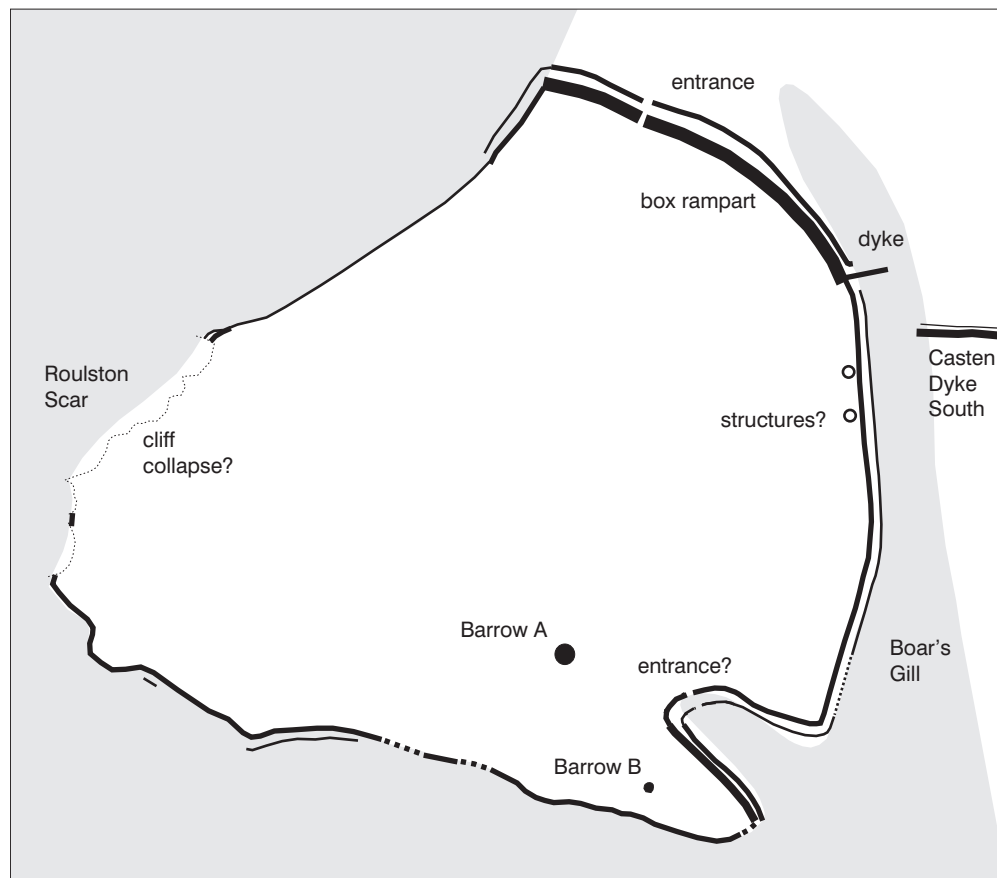 entrance
box rampart
dyke
Roulston
Scar
cliff
collapse?
Casten
Dyke
South
structures?
Barrow A
entrance?
Boar's
Gill
Barrow B